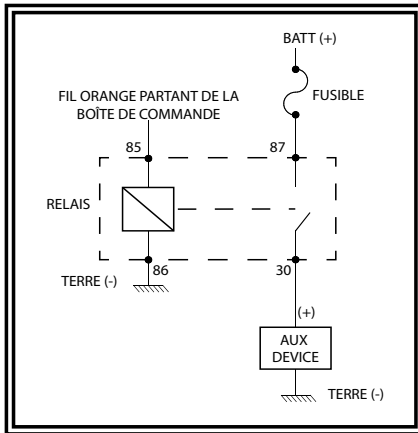 BATT (+)
FUSIBLE
FIL ORANGE PARTANT DE LA
BOÎTE DE COMMANDE
85
87
RELAIS
86
30
TERRE (-)
(+)
AUX
DEVICE
TERRE (-)